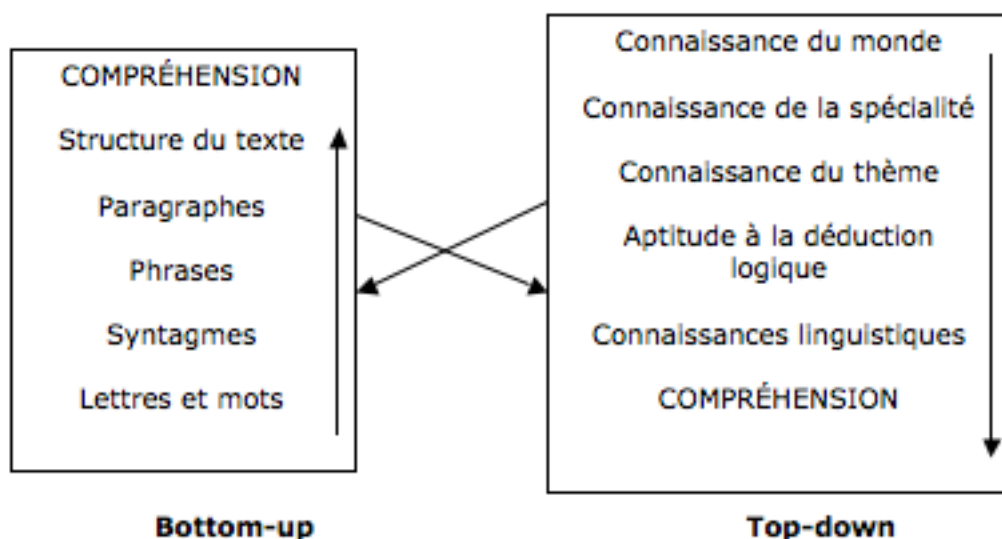 COMPRÉHENSION
Structure du texte
Paragraphes
Phrases
Syntagmes
Lettres et mots
Bottom-up
Connaissance du monde
Connaissance de la spécialité
Connaissance du thème
Aptitude à la déduction
logique
Connaissances linguistiques
COMPRÉHENSION
Top-down